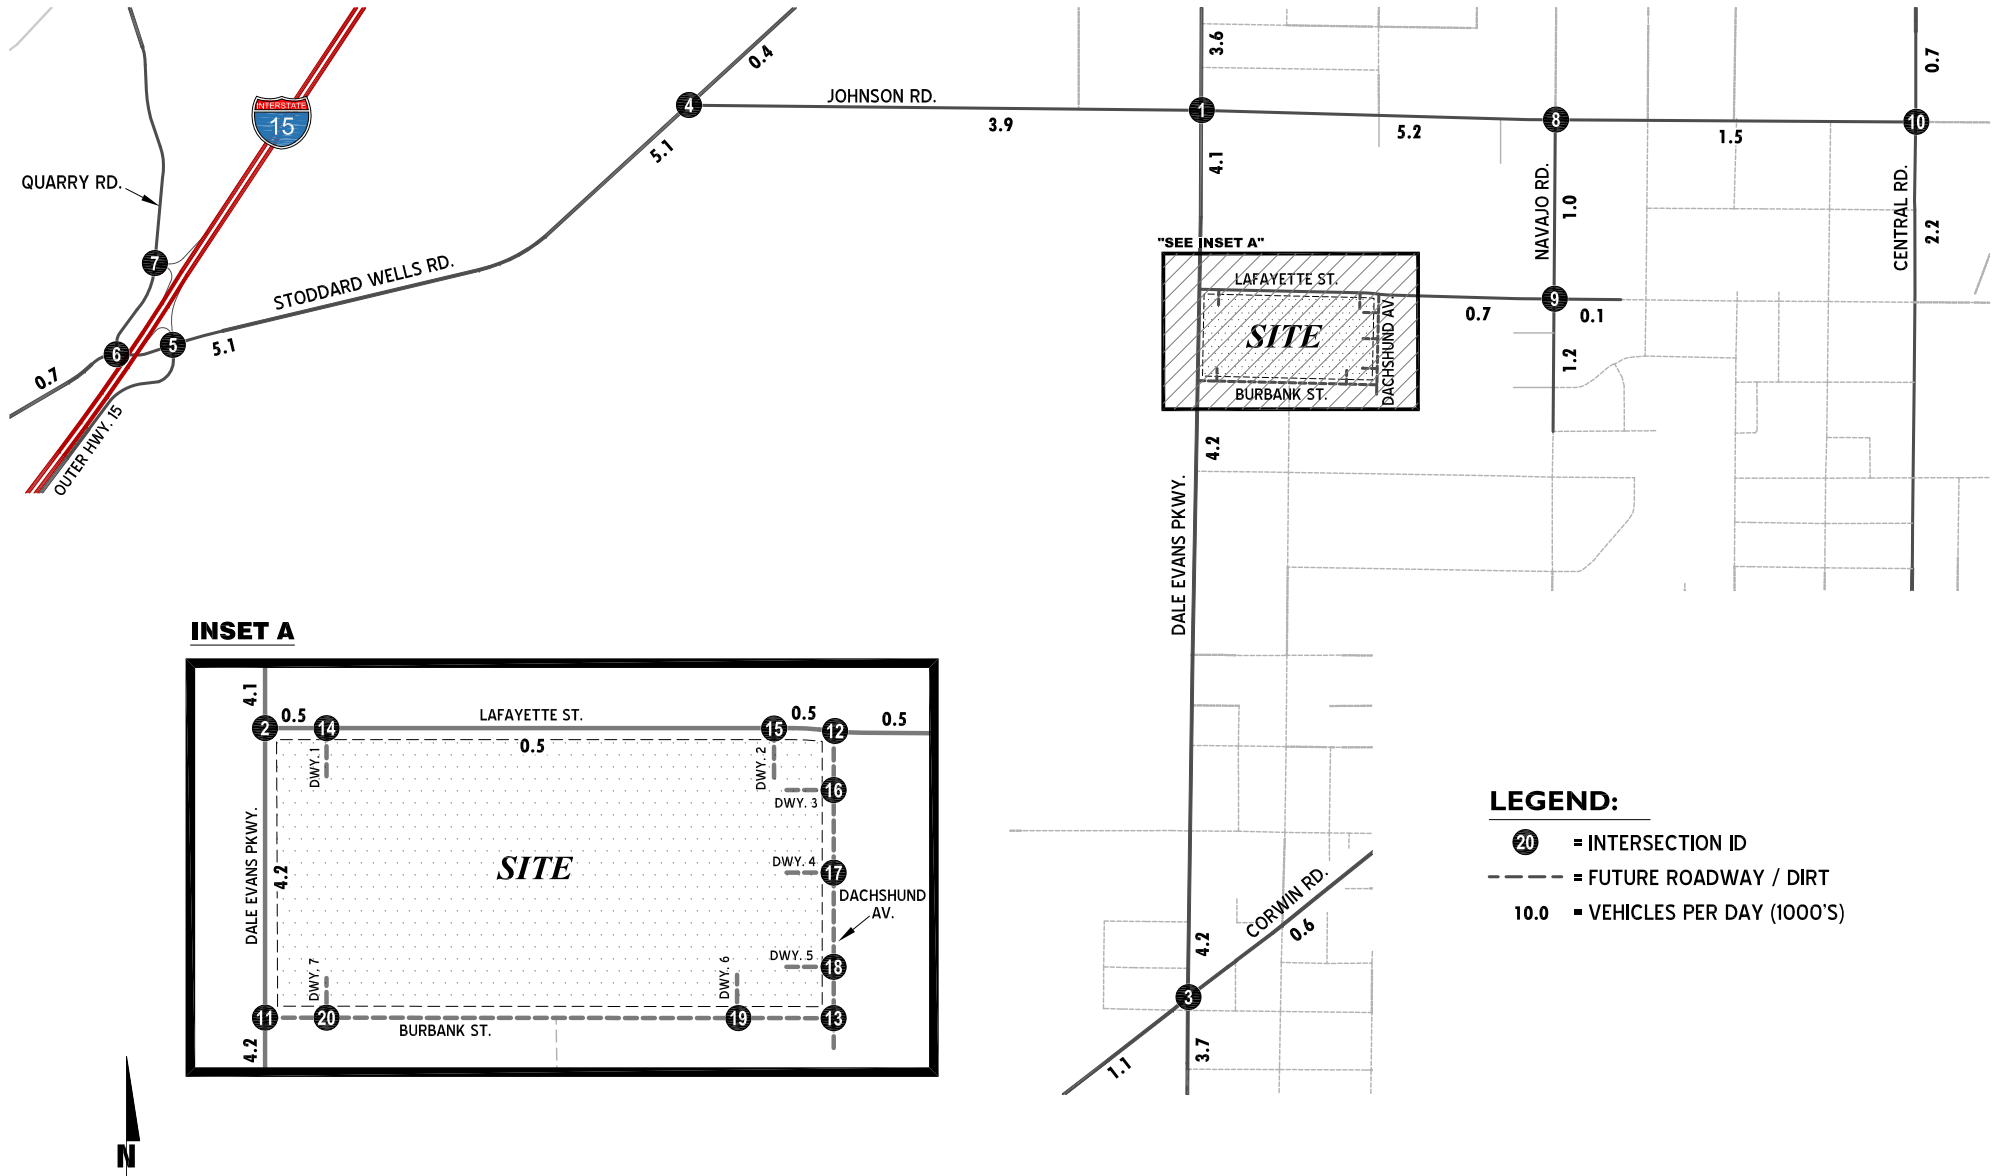 3.6
0.4
0.7
INTERSTATE
15
4
JOHNSON RD.
3.9
1
5.2
8
1.5
10
5.1
4.1
QUARRY RD.
NAVAJO RD.
1.0
CENTRAL RD.
2.2
"SEE INSET A"
7
STODDARD WELLS RD.
LAFAYETTE ST.
SITE
DACHSHUND AV.
BURBANK ST.
0.7
9
0.1
1.2
6
5
5.1
0.7
OUTER HWY. 15
4.2
DALE EVANS PKWY.
INSET A
4.1
2
0.5
14
LAFAYETTE ST.
0.5
15
0.5
12
0.5
DWY. 1
DWY. 2
16
DWY. 3
DALE EVANS PKWY.
4.2
SITE
DWY. 4
17
DACHSHUND
AV.
DWY. 5
18
DWY. 7
DWY. 6
11
20
19
13
BURBANK ST.
4.2
LEGEND:
20 = INTERSECTION ID
= FUTURE ROADWAY / DIRT
10.0 = VEHICLES PER DAY (1000'S)
CORWIN RD.
0.6
4.2
3
3.7
1.1
N